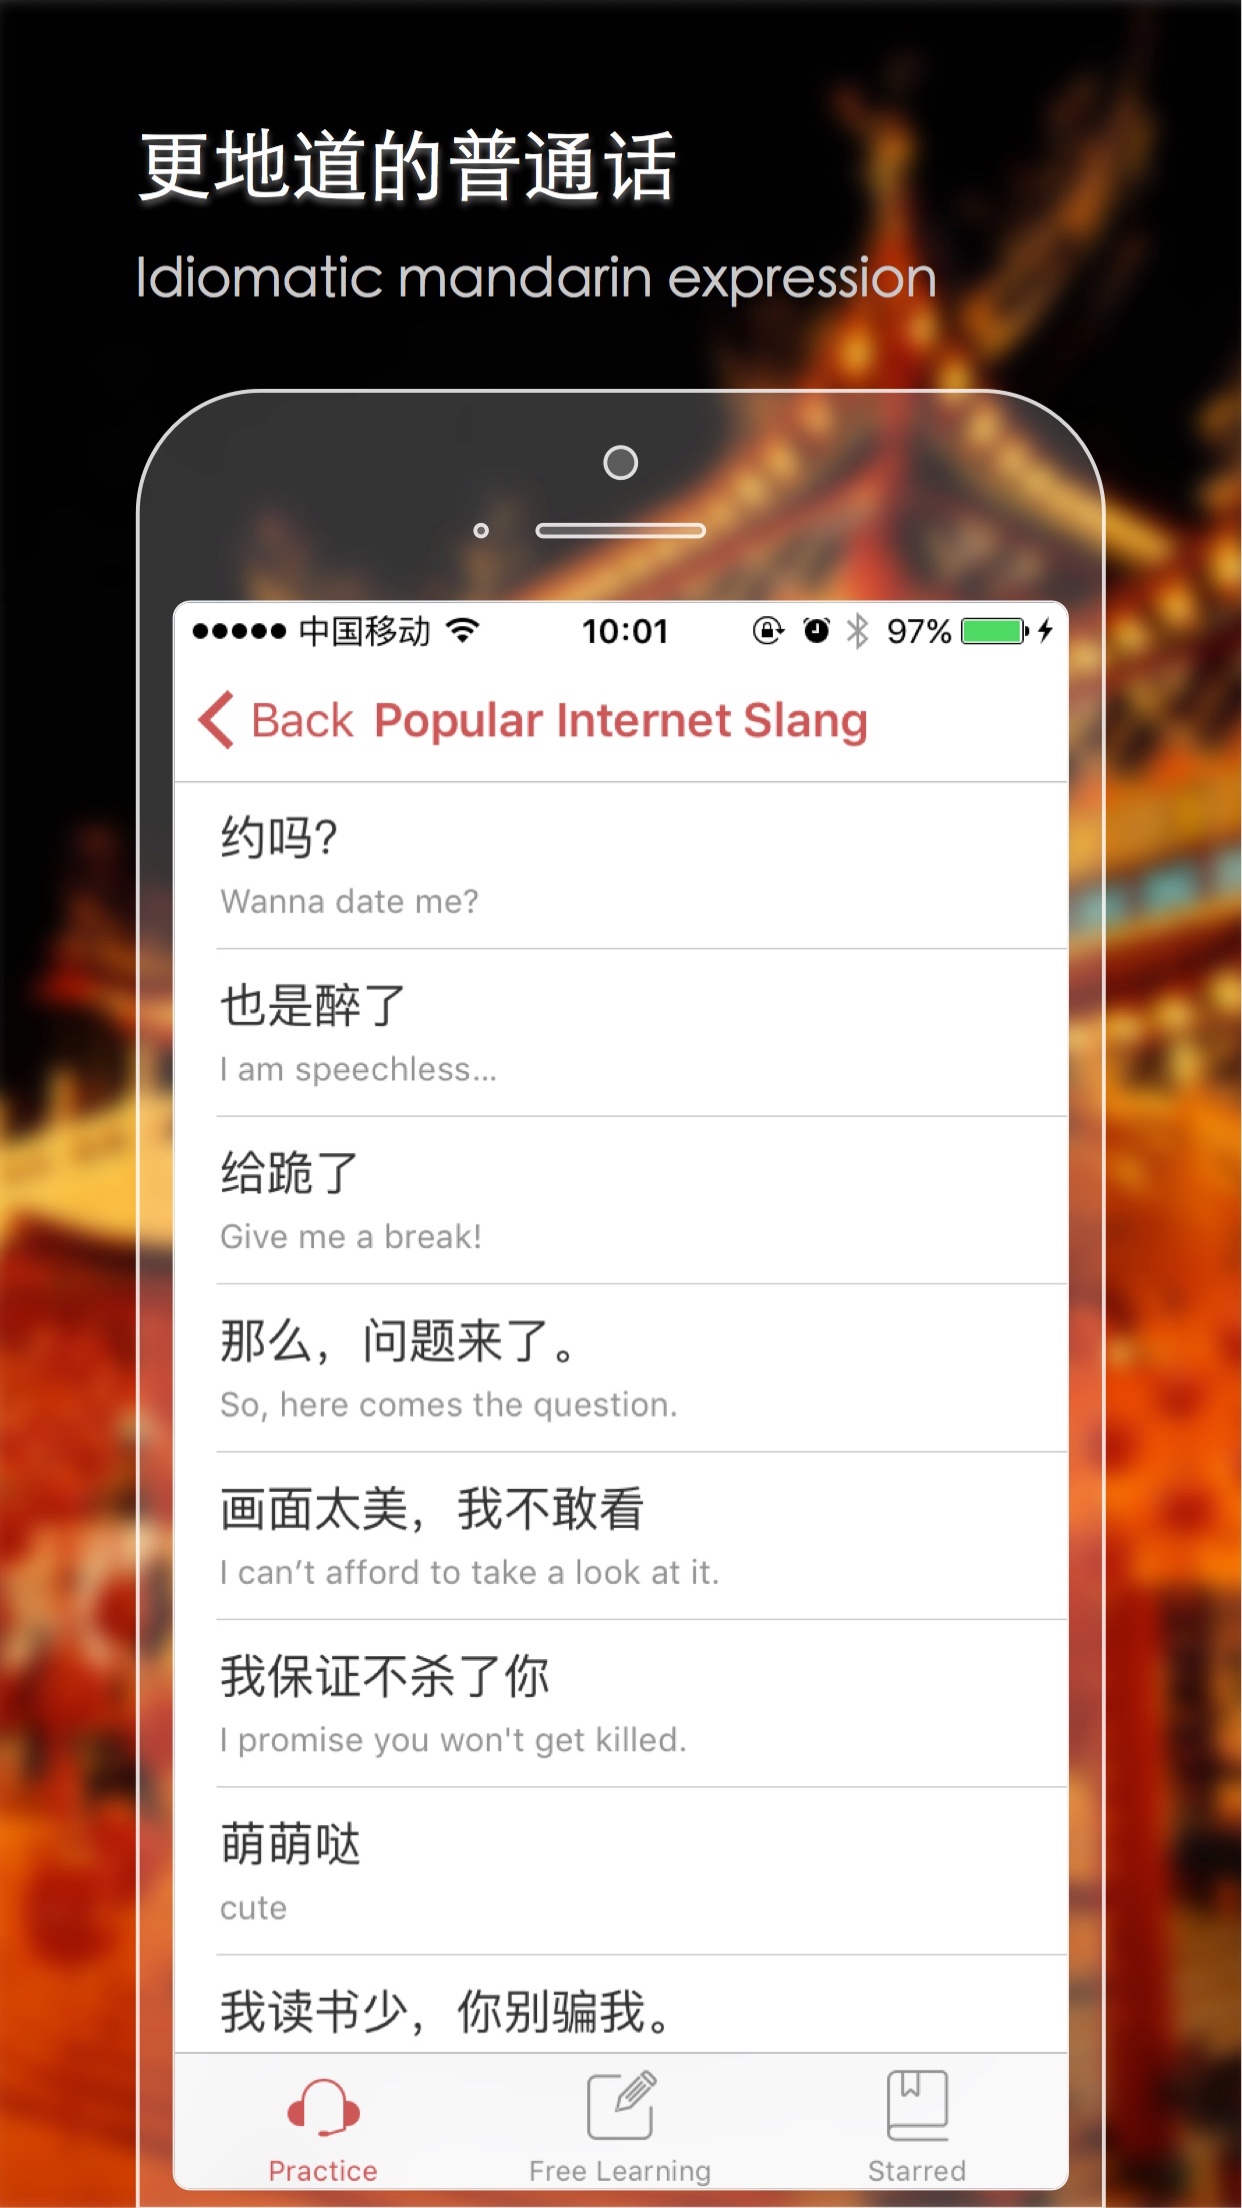 更地道的普通话
Idiomatic mandarin expression
中国移动 10:01 97%
Back Popular Internet Slang
约吗?
Wanna date me?
也是醉了
I am speechless...
给跪了
Give me a break!
那么，问题来了。
So, here comes the question.
画面太美，我不敢看
I can’t afford to take a look at it.
我保证不杀了你
I promise you won't get killed.
萌萌哒
cute
我读书少，你别骗我。
Practice Free Learning Starred